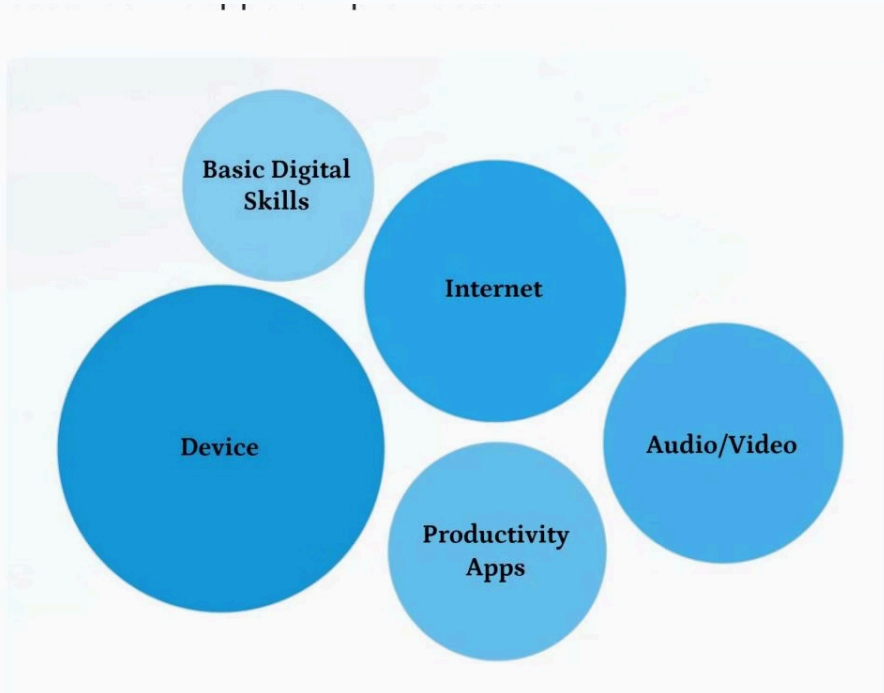 Basic Digital
Skills
Internet
Device
Audio/Video
Productivity
Apps